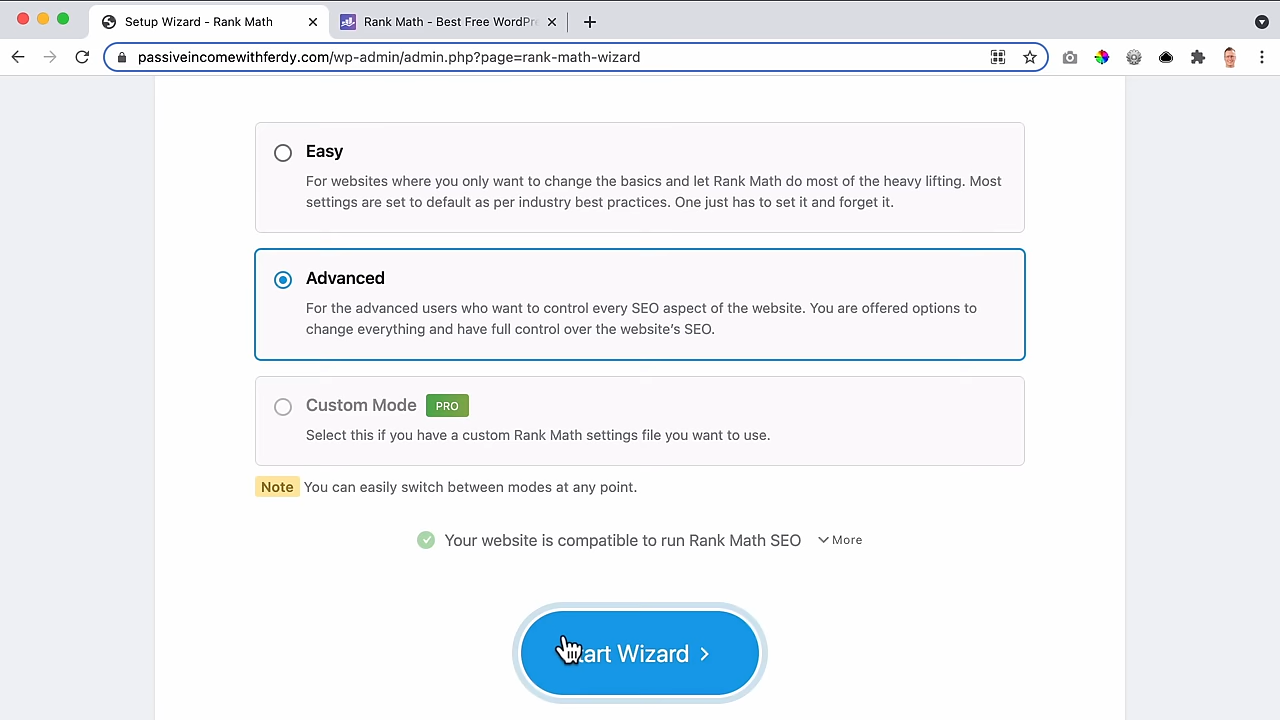 Setup Wizard - Rank Math
Rank Math - Best Free WordPr
passiveincomewithferdy.com/wp-admin/admin.php?page=rank-math-wizard
Easy
For websites where you only want to change the basics and let Rank Math do most of the heavy lifting. Most
settings are set to default as per industry best practices. One just has to set it and forget it.
Advanced
For the advanced users who want to control every SEO aspect of the website. You are offered options to
change everything and have full control over the website's SEO.
Custom Mode PRO
Select this if you have a custom Rank Math settings file you want to use.
Note You can easily switch between modes at any point.
Your website is compatible to run Rank Math SEO More
art Wizard